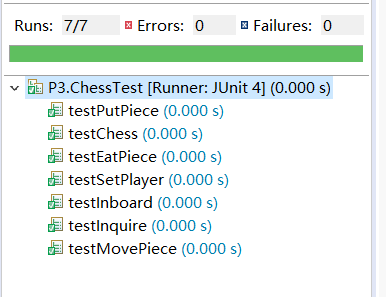 Runs: 7/7 Errors: 0 Failures: 0
P3.ChessTest [Runner: JUnit 4] (0.000 s)
testPutPiece (0.000 s)
testChess (0.000 s)
testEatPiece (0.000 s)
testSetPlayer (0.000 s)
testInboard (0.000 s)
testInquire (0.000 s)
testMovePiece (0.000 s)